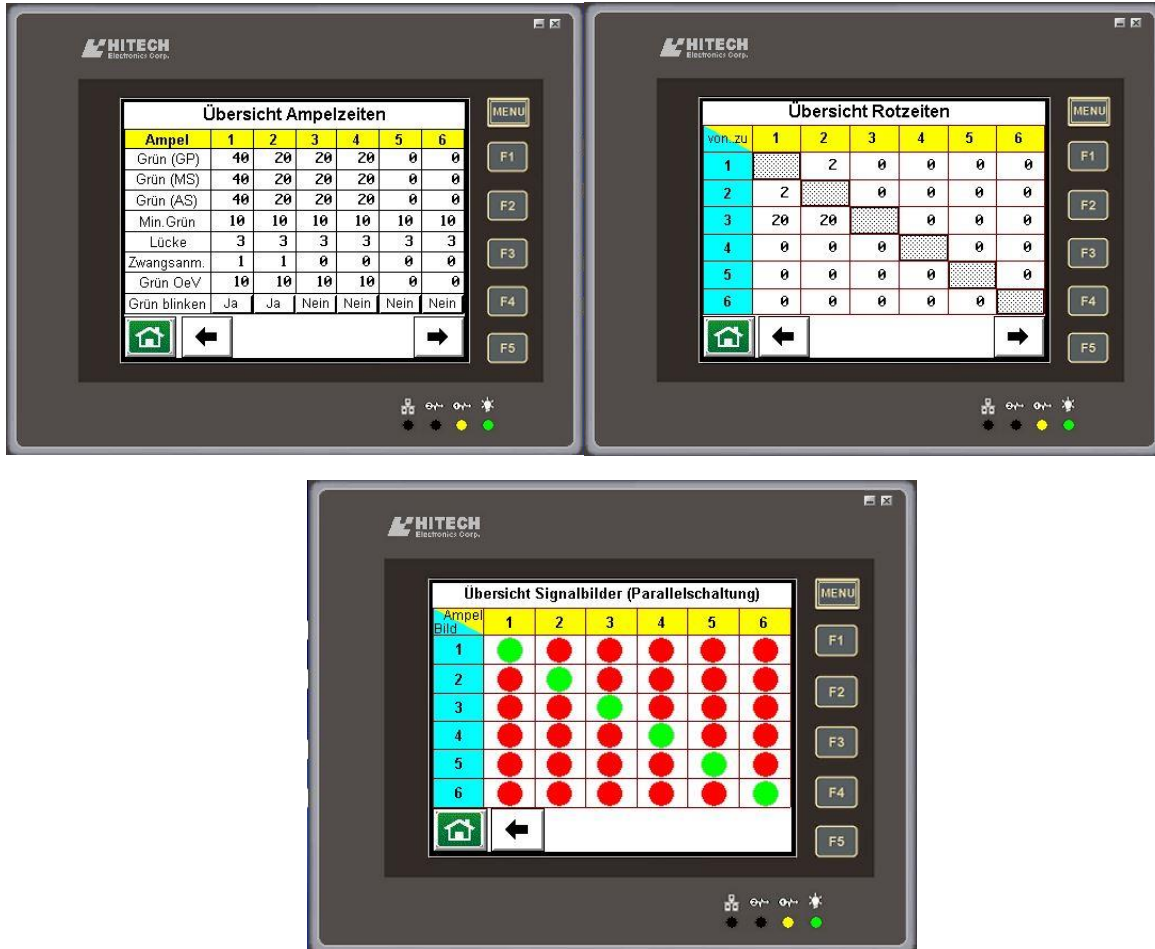 HITECH
Electronics Corp.
Übersicht Ampelzeiten
Ampel 1 2 3 4 5 6
Grün (GP) 40 20 20 20 0 0
Grün (MS) 40 20 20 20 0 0
Grün (AS) 40 20 20 20 0 0
Min.Grün 10 10 10 10 10 10
Lücke 3 3 3 3 3 3
Zwangsanm. 1 1 0 0 0 0
Grün OeV 10 10 10 10 0 0
Grün blinken Ja Ja Nein Nein Nein Nein
MENU
F1
F2
F3
F4
F5
HITECH
Electronics Corp.
Übersicht Rotzeiten
von..zu 1 2 3 4 5 6
1 2 0 0 0 0
2 2 0 0 0 0
3 20 20 0 0 0
4 0 0 0 0 0
5 0 0 0 0 0
6 0 0 0 0 0
MENU
F1
F2
F3
F4
F5
HITECH
Electronics Corp.
Übersicht Signalbilder (Parallelschaltung)
Ampel
Bild 1 2 3 4 5 6
1
2
3
4
5
6
MENU
F1
F2
F3
F4
F5